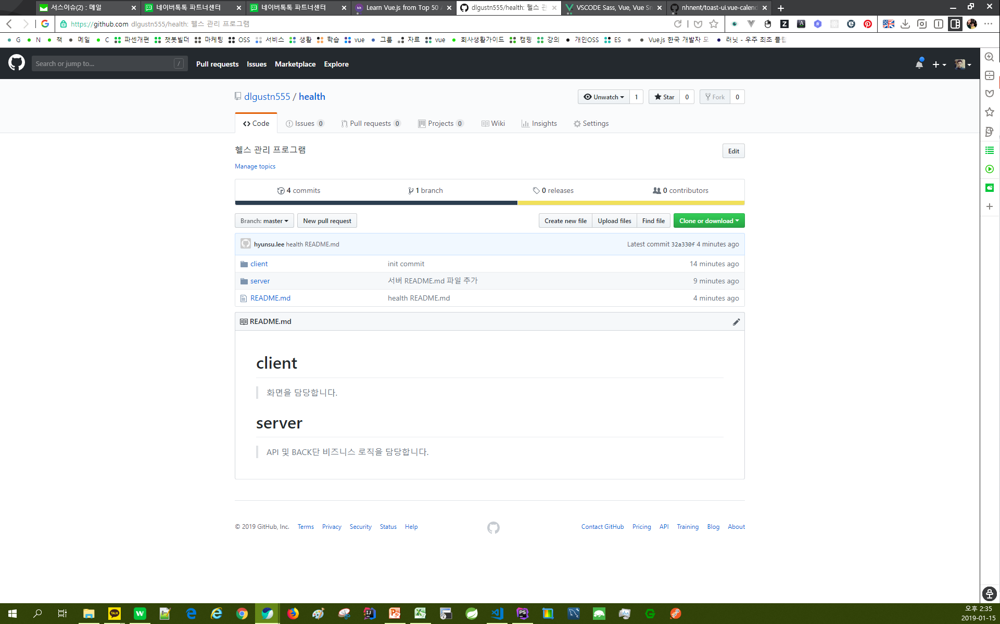 서스이슈(2) : 메일
네이버톡톡 파트너센터
네이버톡톡 파트너센터
Learn Vue.js from Top 50 A
dlgustn555/health: 헬스 관
VSCODE Sass, Vue, Vue Sn
nhnent/toast-ui.vue-calend
https://github.com dlgustn555/health: 헬스 관리 프로그램
G N 책 메일 C 파센개편 챗봇빌더 마케팅 OSS 서비스 생활 학습 vue 그룹 자료 vue 회사생활가이드 캠핑 강의 개인OSS ES Vue.js 한국 개발자 모 러닛 - 우주 최초 플립
Search or jump to... /
Pull requests Issues Marketplace Explore
dlgustn555 / health
Unwatch 1 Star 0 Fork 0
Code Issues 0 Pull requests 0 Projects 0 Wiki Insights Settings
헬스 관리 프로그램
Edit
Manage topics
4 commits 1 branch 0 releases 0 contributors
Branch: master New pull request Create new file Upload files Find file Clone or download
hyunsu.lee health README.md Latest commit 32a330f 4 minutes ago
client init commit 14 minutes ago
server 서버 README.md 파일 추가 9 minutes ago
README.md health README.md 4 minutes ago
README.md
client
화면을 담당합니다.
server
API 및 BACK단 비즈니스 로직을 담당합니다.
© 2019 GitHub, Inc. Terms Privacy Security Status Help Contact GitHub Pricing API Training Blog About
오후 2:35
2019-01-15